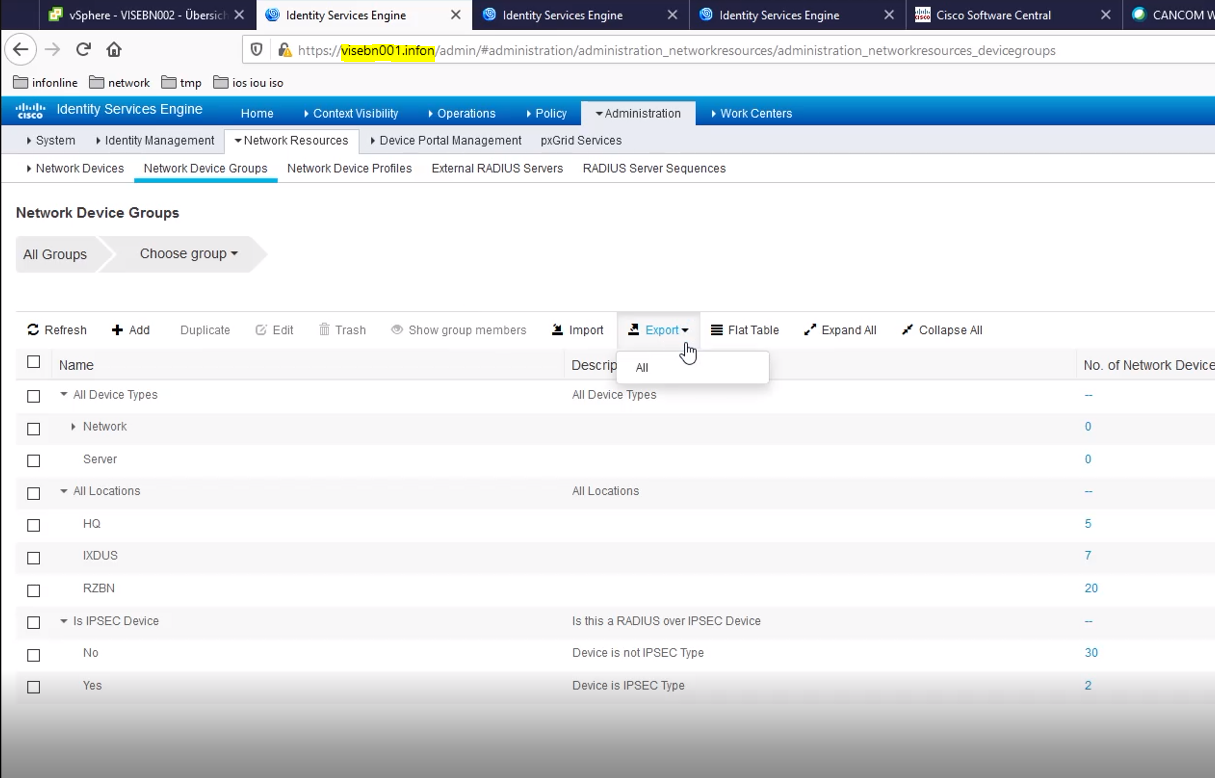 vSphere - VISEBN002 - Übersich
Identity Services Engine
Identity Services Engine
Identity Services Engine
Cisco Software Central
CANCOM W
https://visebn001.infon/admin/#administration/administration_networkresources/administration_networkresources_devicegroups
infonline network tmp ios iou iso
cisco Identity Services Engine Home Context Visibility Operations Policy Administration Work Centers
System Identity Management Network Resources Device Portal Management pxGrid Services
Network Devices Network Device Groups Network Device Profiles External RADIUS Servers RADIUS Server Sequences
Network Device Groups
All Groups Choose group
Refresh Add Duplicate Edit Trash Show group members Import Export Flat Table Expand All Collapse All
All
Name Descrip No. of Network Device
All Device Types All Device Types --
Network 0
Server 0
All Locations All Locations --
HQ 5
IXDUS 7
RZBN 20
Is IPSEC Device Is this a RADIUS over IPSEC Device --
No Device is not IPSEC Type 30
Yes Device is IPSEC Type 2